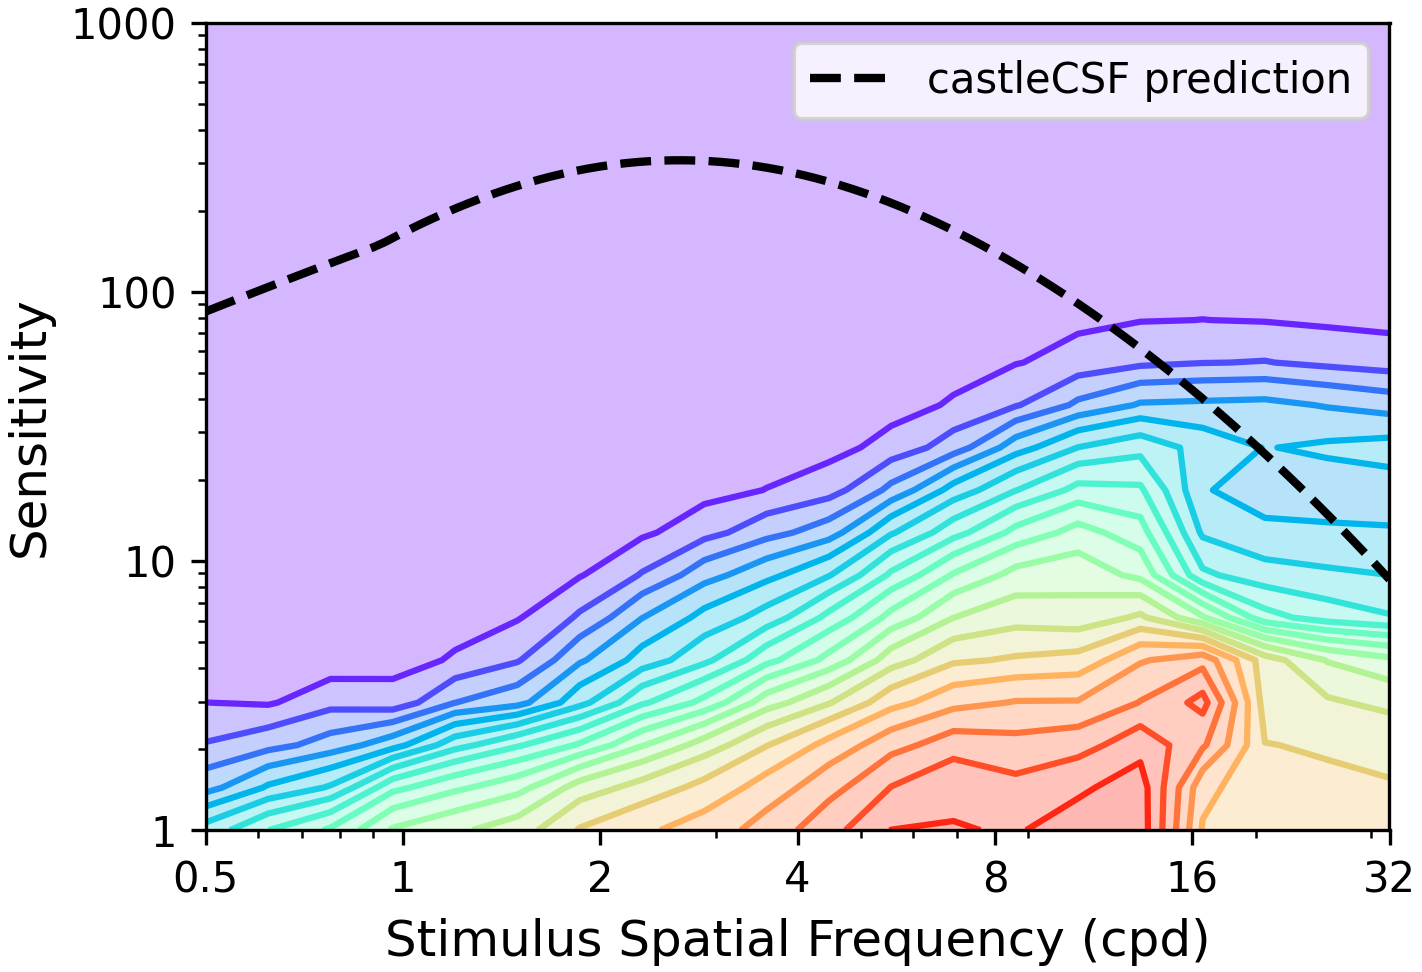 1000
100
10
1
Sensitivity
castleCSF prediction
0.5 1 2 4 8 16 32
Stimulus Spatial Frequency (cpd)